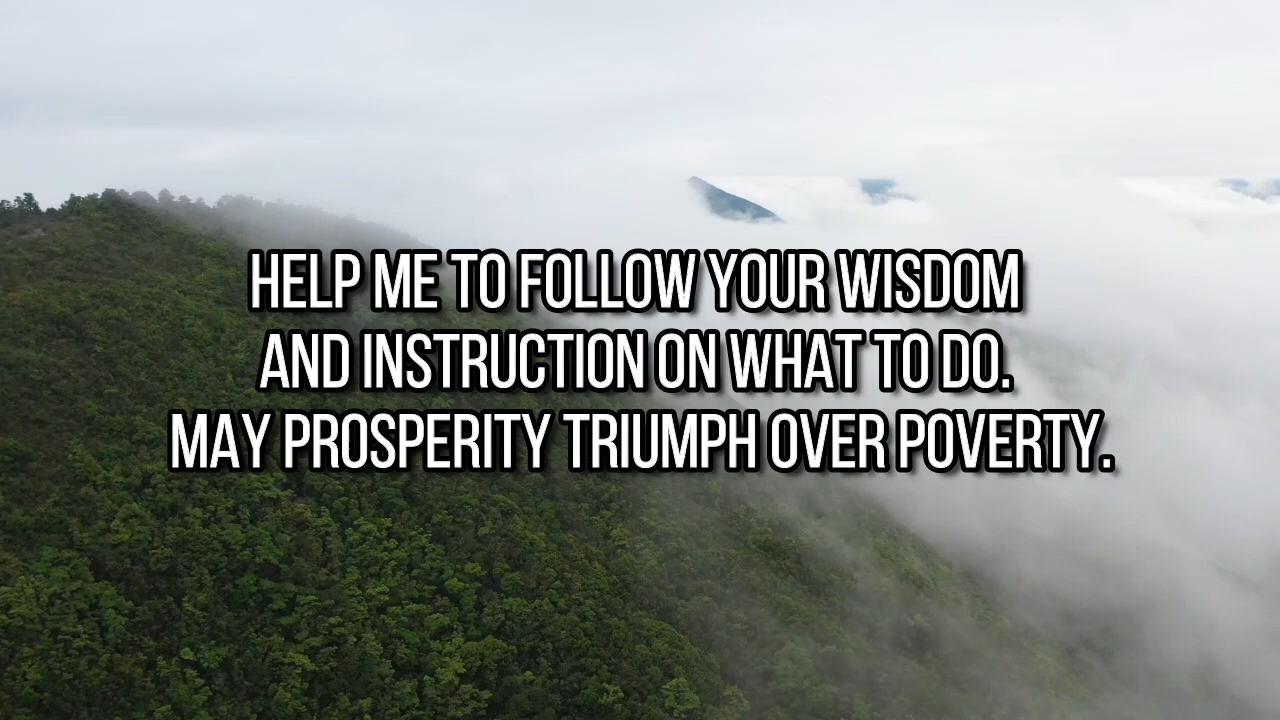 HELP ME TO FOLLOW YOUR WISDOM
AND INSTRUCTION ON WHAT TO DO.
MAY PROSPERITY TRIUMPH OVER POVERTY.